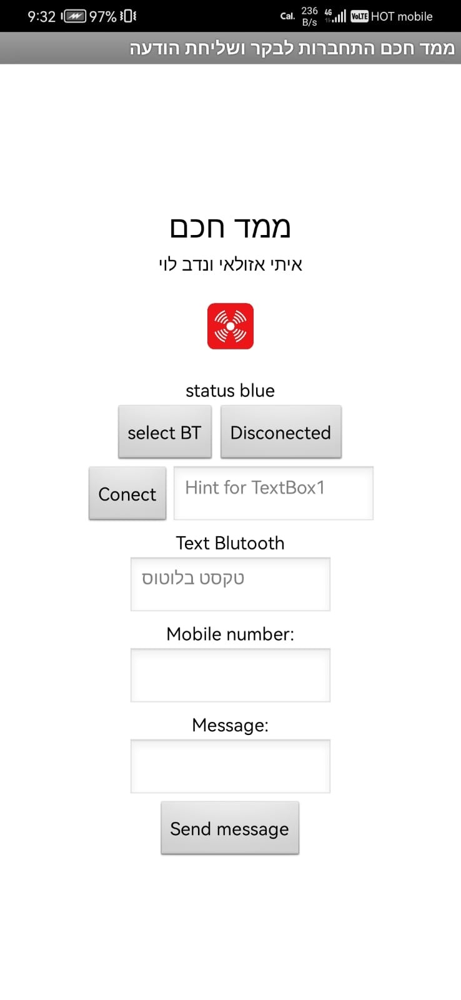 9:32 97% Cal. 236 B/s 4G VoLTE HOT mobile
ממד חכם התחברות לבקר ושליחת הודעה
ממד חכם
איתי אזולאי ונדב לוי
status blue
select BT Disconected
Conect Hint for TextBox1
Text Blutooth
טקסט בלוטוס
Mobile number:
Message:
Send message